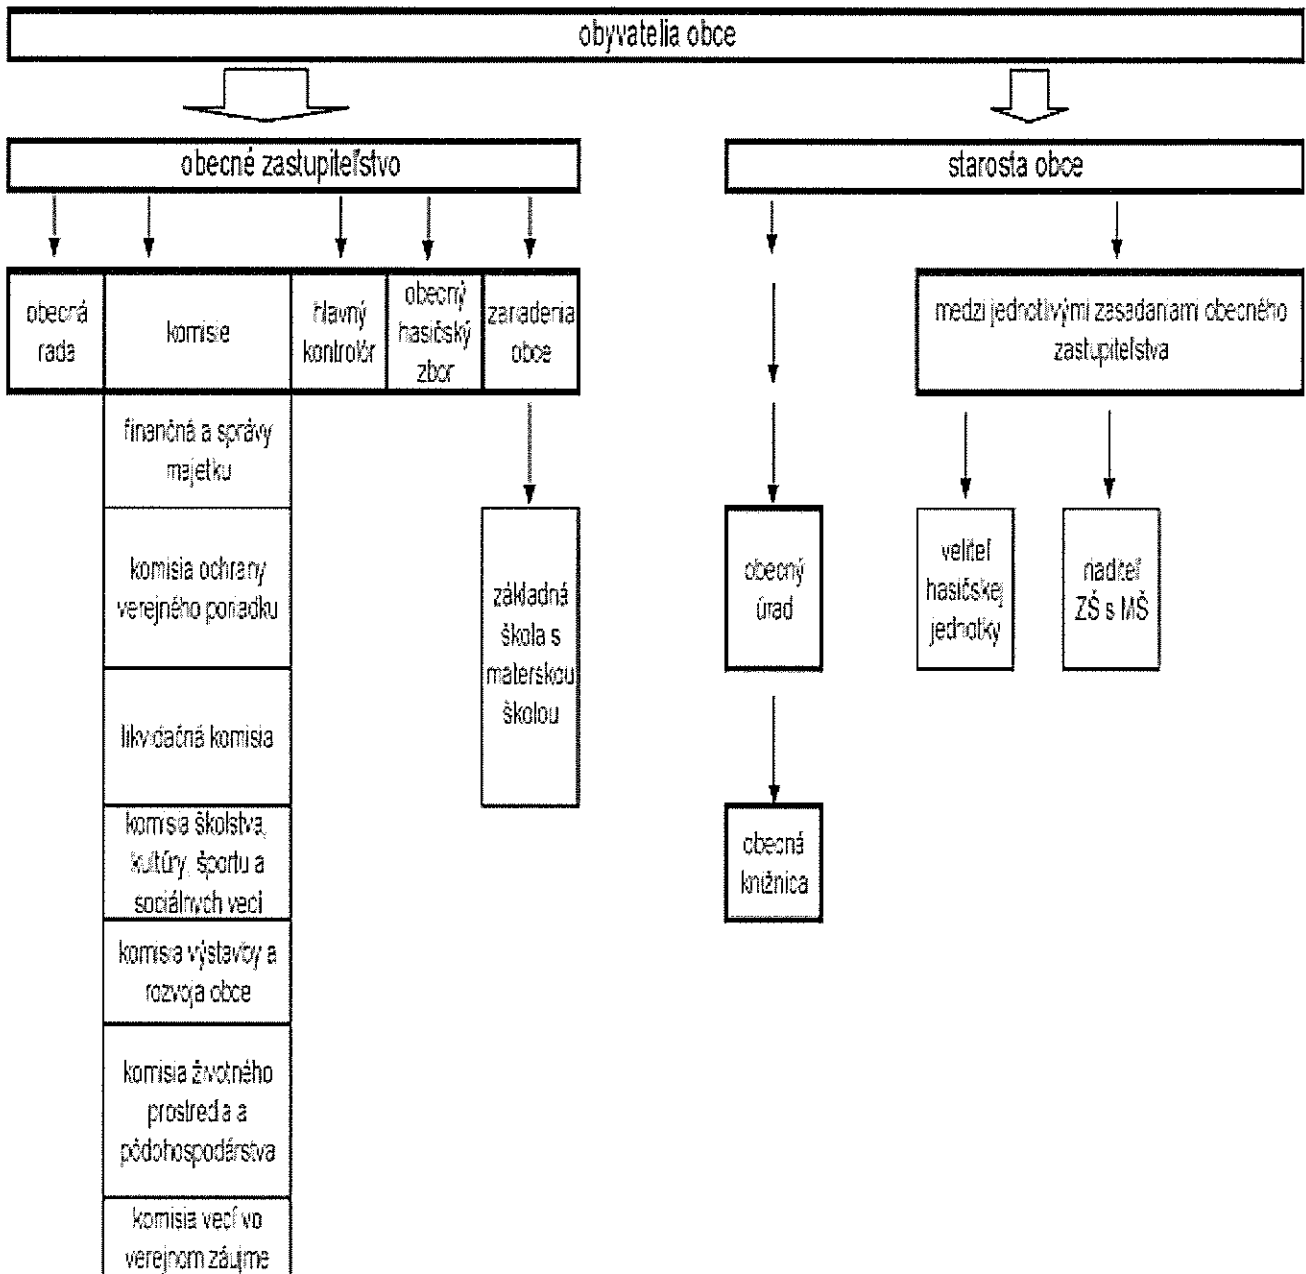 obyvatelia obce
obecné zastupiteľstvo
starosta obce
obecná
rada
komisie
hlavný
kontrolór
obecný
hasičský
zbor
zariadenia
obce
medzi jednotlivými zasadaniami obecného
zastupiteľstva
finančná a správy
majetku
komisia ochrany
verejného poriadku
likvidačná komisia
komisia školstva,
kultúry, športu a
sociálnych vecí
komisia výstavby a
rozvoja obce
komisia životného
prostredia a
pôdohospodárstva
komisia vecí vo
verejnom záujme
základná
škola s
materskou
školou
obecný
úrad
veliteľ
hasičskej
jednotky
riaditeľ
ZŠ s MŠ
obecná
knižnica